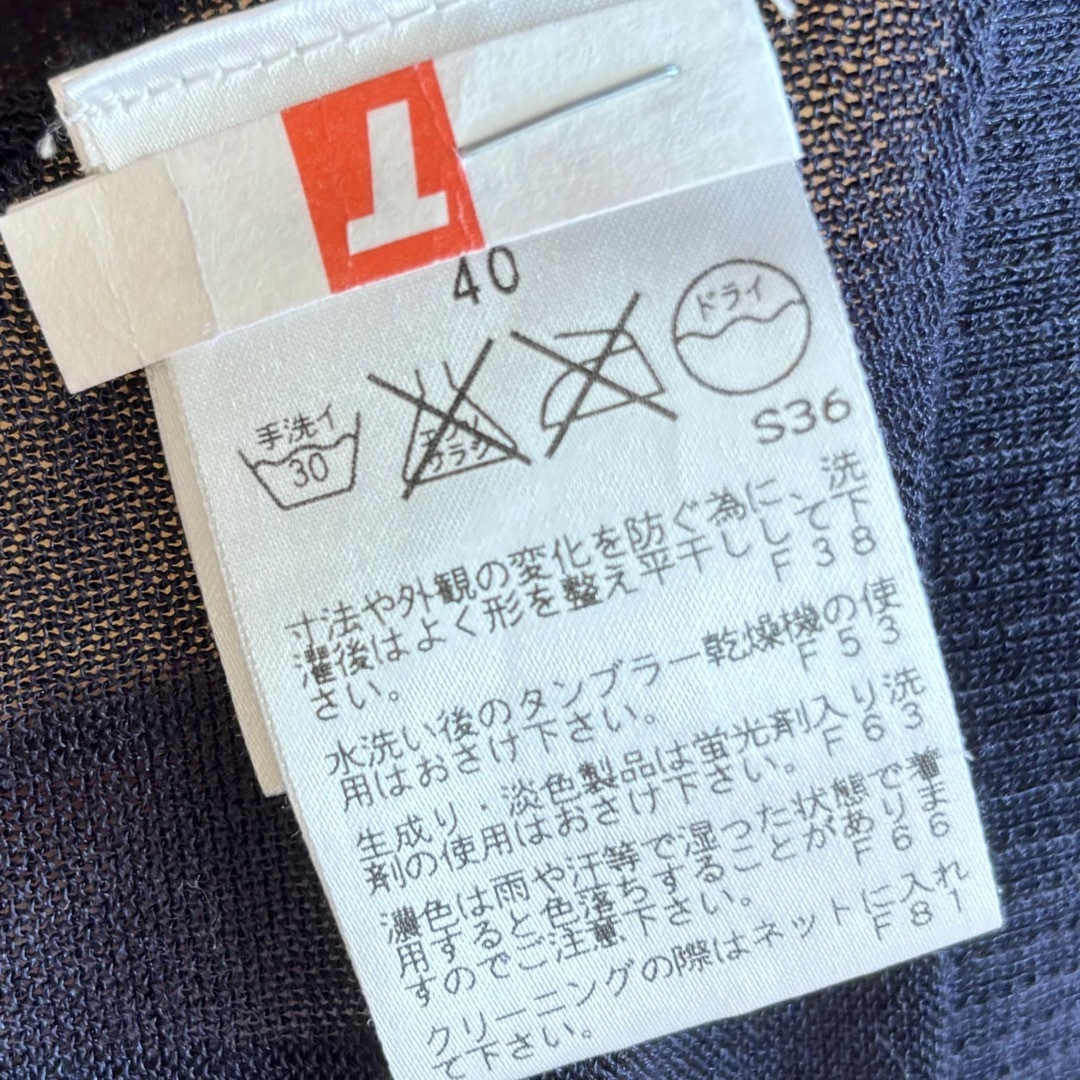 T
40
手洗イ
30
エンソ
サラシ
ドライ
S36
寸法や外観の変化を防ぐ為に、洗
濯後はよく形を整え平干しして下
さい。 F38
水洗い後のタンブラー乾燥機の使
用はおさけ下さい。 F53
生成り・淡色製品は蛍光剤入り洗
剤の使用はおさけ下さい。 F63
濃色は雨や汗等で湿った状態で着
用すると色落ちすることがありま
すのでご注意下さい。 F66
クリーニングの際はネットに入れ
て下さい。 F81